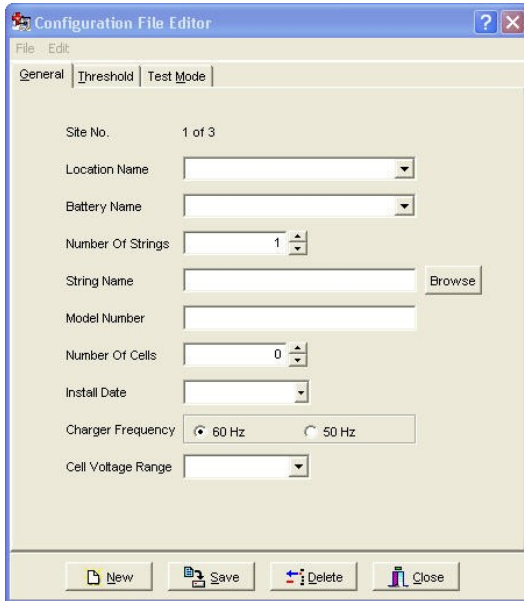 Configuration File Editor
File Edit
General Threshold Test Mode
Site No. 1 of 3
Location Name
Battery Name
Number Of Strings 1
String Name Browse
Model Number
Number Of Cells 0
Install Date
Charger Frequency 60 Hz 50 Hz
Cell Voltage Range
New Save Delete Close